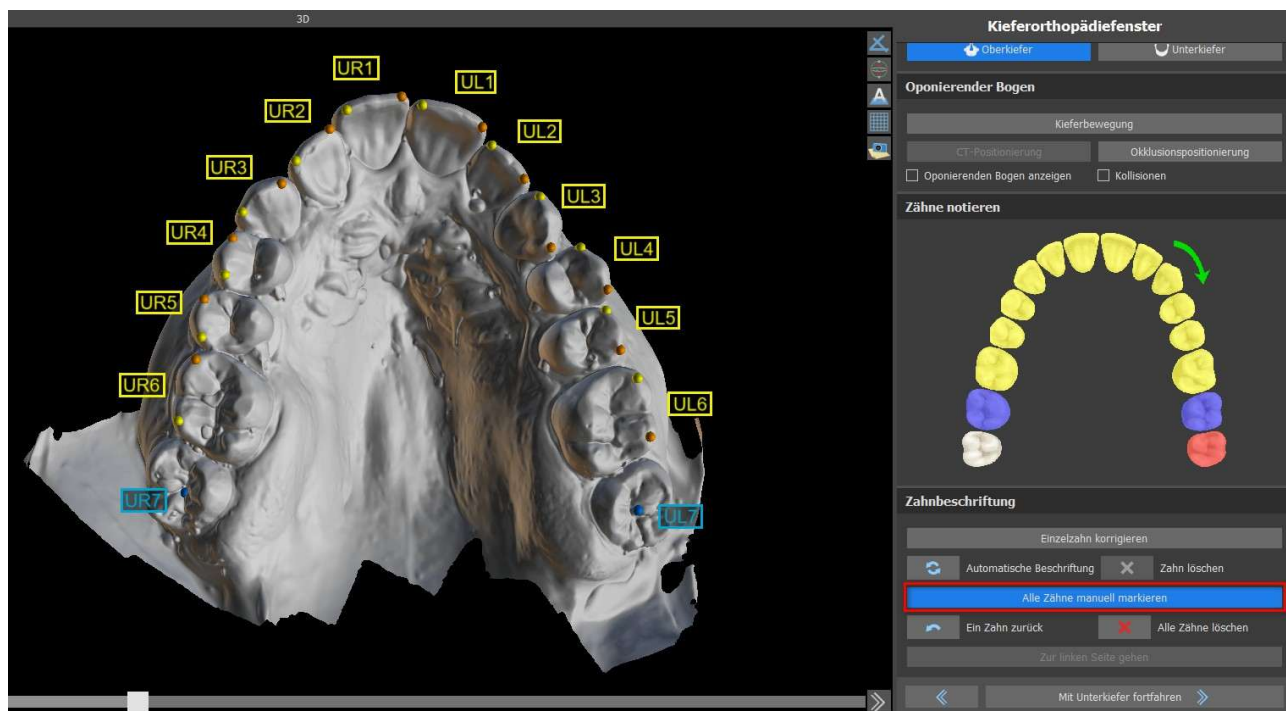 3D
UR1
UL1
UR2
UL2
UR3
UL3
UR4
UL4
UR5
UL5
UR6
UL6
UR7
UL7
Kieferorthopädiefenster
Oberkiefer
Unterkiefer
Oponierender Bogen
Kieferbewegung
CT-Positionierung
Okklusionspositionierung
Oponierenden Bogen anzeigen
Kollisionen
Zähne notieren
Zahnbeschriftung
Einzelzahn korrigieren
Automatische Beschriftung
Zahn löschen
Alle Zähne manuell markieren
Ein Zahn zurück
Alle Zähne löschen
Zur linken Seite gehen
Mit Unterkiefer fortfahren